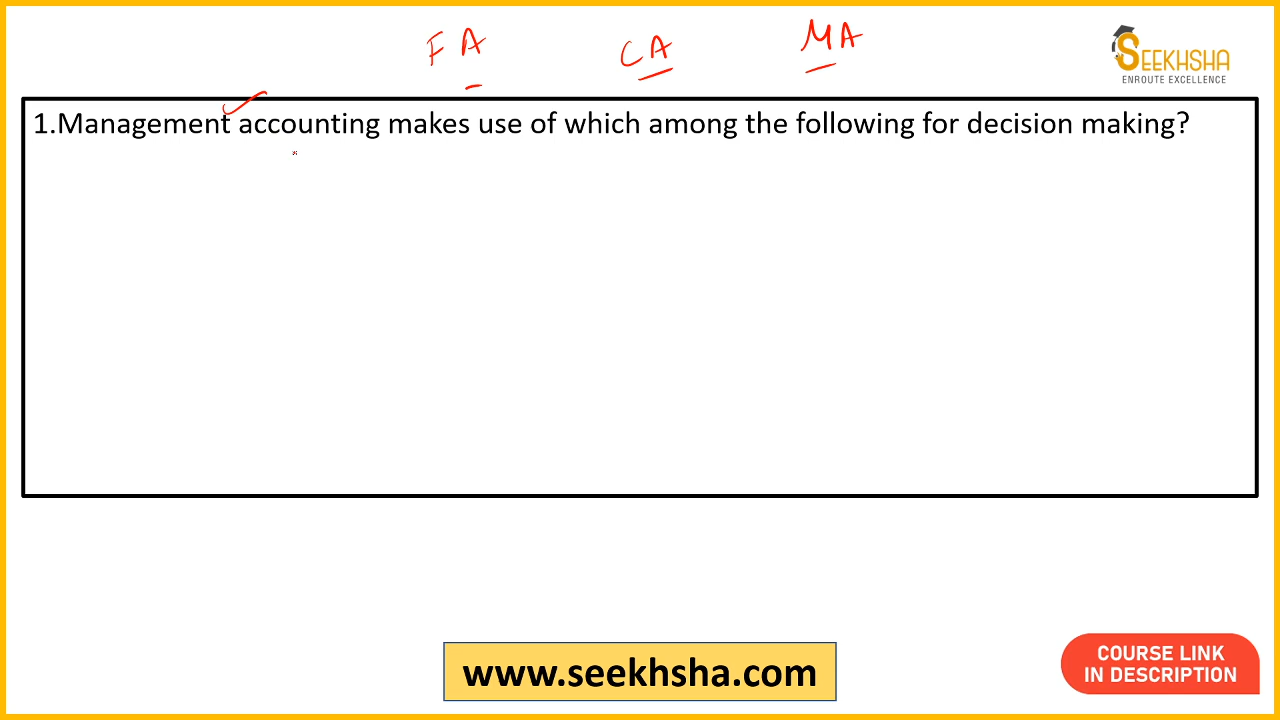 F A CA MA
SEEKHSHA
ENROUTE EXCELLENCE
1.Management accounting makes use of which among the following for decision making?
www.seekhsha.com
COURSE LINK
IN DESCRIPTION